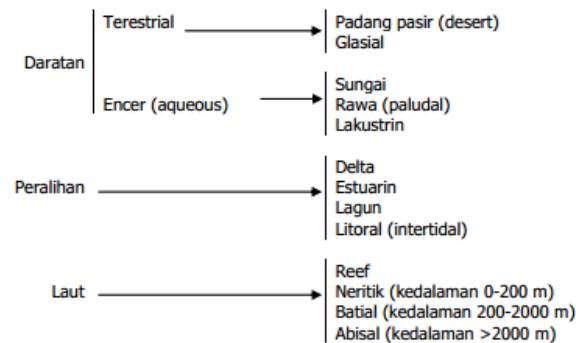 Terestrial
Padang pasir (desert)
Glasial
Daratan
Encer (aqueous)
Sungai
Rawa (paludal)
Lakustrin
Peralihan
Delta
Estuarin
Lagun
Litoral (intertidal)
Laut
Reef
Neritik (kedalaman 0-200 m)
Batial (kedalaman 200-2000 m)
Abisal (kedalaman >2000 m)